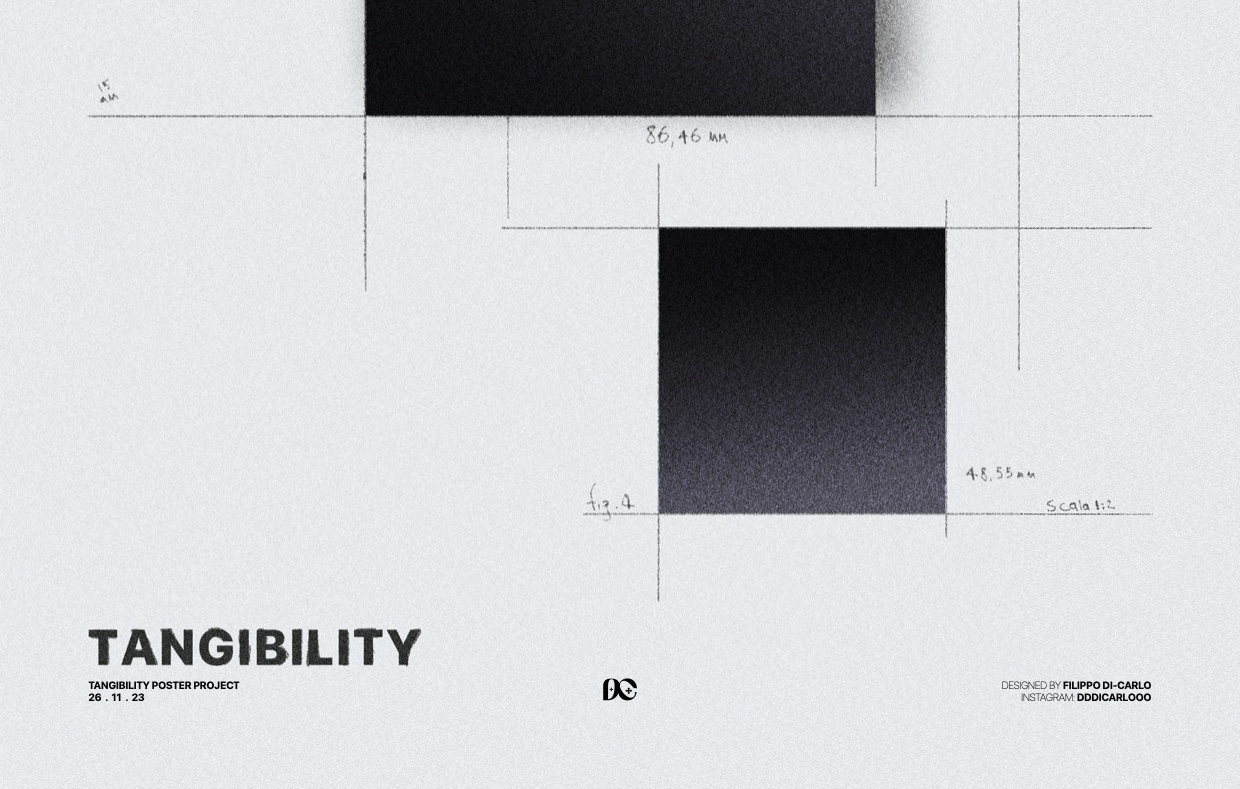 15
mm
86,46 mm
48,55 mm
fig. 1
Scala 1:2
TANGIBILITY
TANGIBILITY POSTER PROJECT
26 . 11 . 23
DC
DESIGNED BY FILIPPO DI-CARLO
INSTAGRAM: DDDICARLOOO